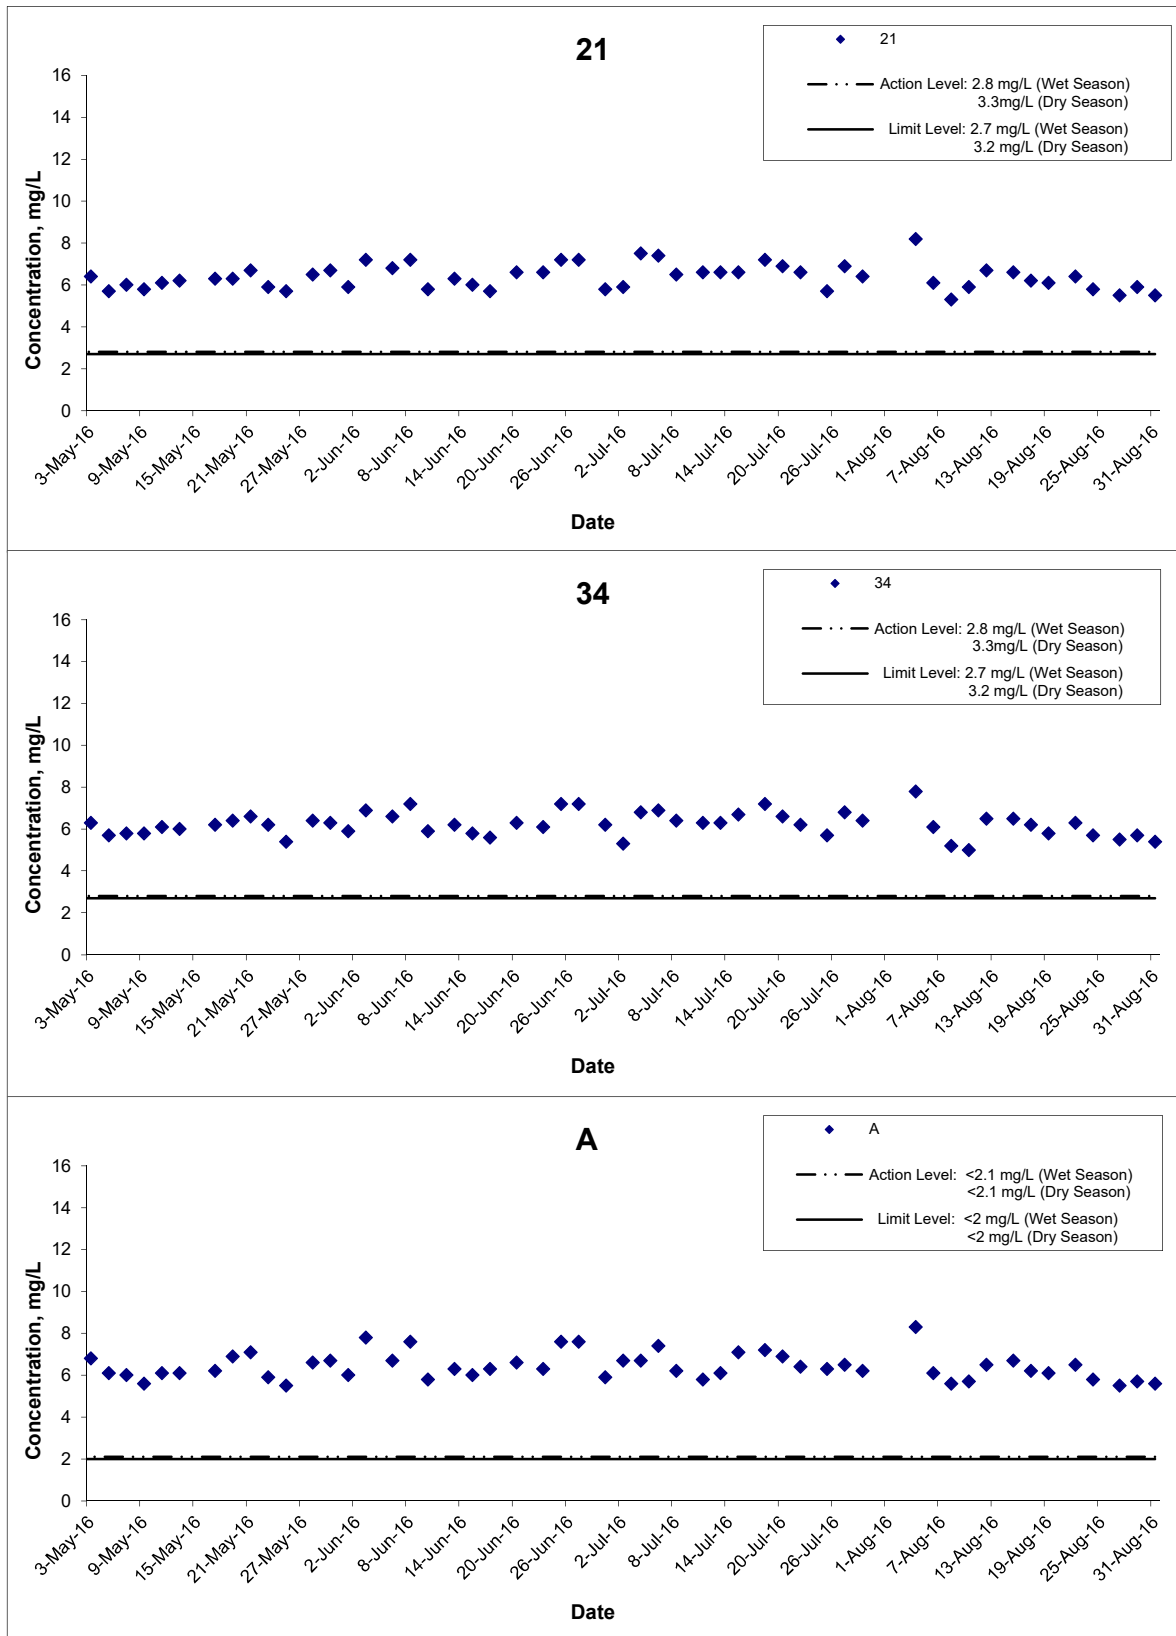 21
21
Action Level: 2.8 mg/L (Wet Season)
3.3mg/L (Dry Season)
Limit Level: 2.7 mg/L (Wet Season)
3.2 mg/L (Dry Season)
Concentration, mg/L
16
14
12
10
8
6
4
2
0
3-May-16
9-May-16
15-May-16
21-May-16
27-May-16
2-Jun-16
8-Jun-16
14-Jun-16
20-Jun-16
26-Jun-16
2-Jul-16
8-Jul-16
14-Jul-16
20-Jul-16
26-Jul-16
1-Aug-16
7-Aug-16
13-Aug-16
19-Aug-16
25-Aug-16
31-Aug-16
Date
34
34
Action Level: 2.8 mg/L (Wet Season)
3.3mg/L (Dry Season)
Limit Level: 2.7 mg/L (Wet Season)
3.2 mg/L (Dry Season)
Concentration, mg/L
16
14
12
10
8
6
4
2
0
3-May-16
9-May-16
15-May-16
21-May-16
27-May-16
2-Jun-16
8-Jun-16
14-Jun-16
20-Jun-16
26-Jun-16
2-Jul-16
8-Jul-16
14-Jul-16
20-Jul-16
26-Jul-16
1-Aug-16
7-Aug-16
13-Aug-16
19-Aug-16
25-Aug-16
31-Aug-16
Date
A
A
Action Level: <2.1 mg/L (Wet Season)
<2.1 mg/L (Dry Season)
Limit Level: <2 mg/L (Wet Season)
<2 mg/L (Dry Season)
Concentration, mg/L
16
14
12
10
8
6
4
2
0
3-May-16
9-May-16
15-May-16
21-May-16
27-May-16
2-Jun-16
8-Jun-16
14-Jun-16
20-Jun-16
26-Jun-16
2-Jul-16
8-Jul-16
14-Jul-16
20-Jul-16
26-Jul-16
1-Aug-16
7-Aug-16
13-Aug-16
19-Aug-16
25-Aug-16
31-Aug-16
Date